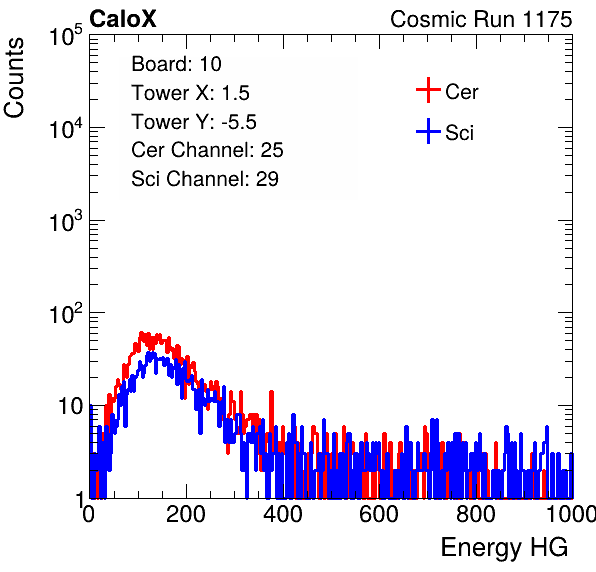 CaloX Cosmic Run 1175
Counts
10^5
10^4
10^3
10^2
10
1
Board: 10
Tower X: 1.5
Tower Y: -5.5
Cer Channel: 25
Sci Channel: 29
Cer
Sci
0 200 400 600 800 1000
Energy HG